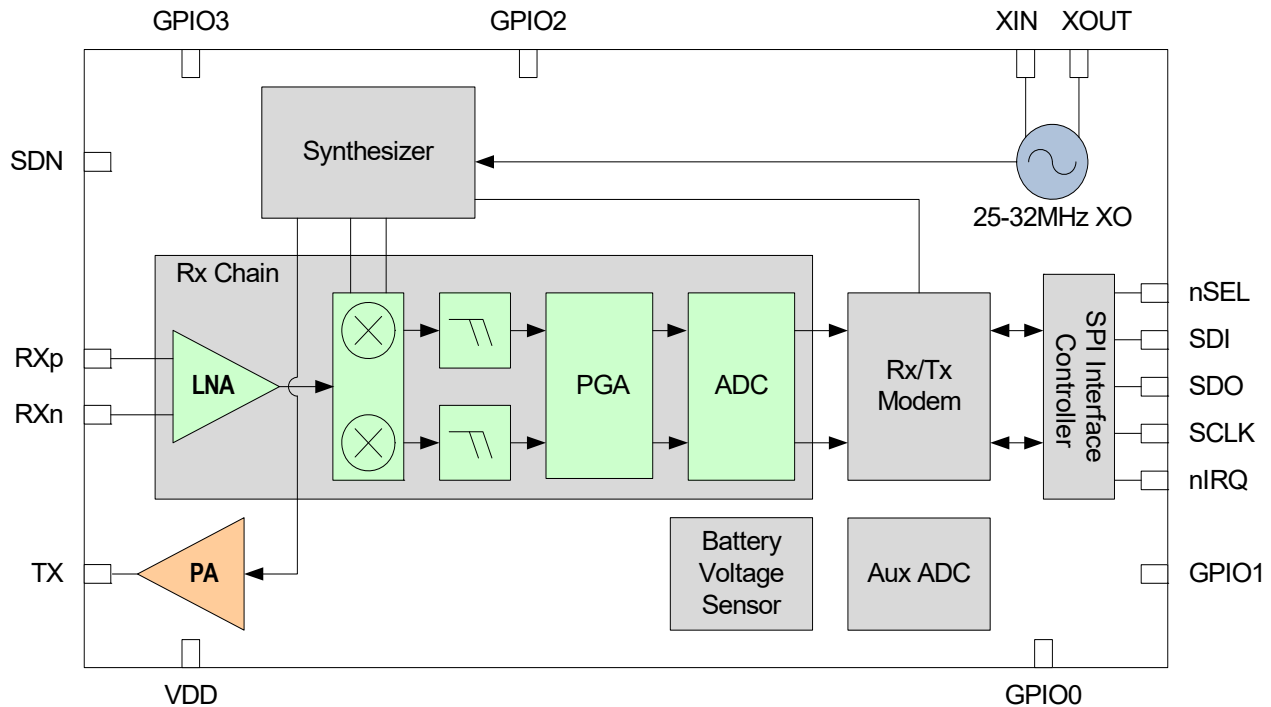 GPIO3
GPIO2
XIN
XOUT
Synthesizer
SDN
25-32MHz XO
Rx Chain
nSEL
SDI
SDO
SCLK
nIRQ
SPI Interface
Controller
RXp
RXn
LNA
PGA
ADC
Rx/Tx
Modem
TX
PA
Battery
Voltage
Sensor
Aux ADC
GPIO1
VDD
GPIO0